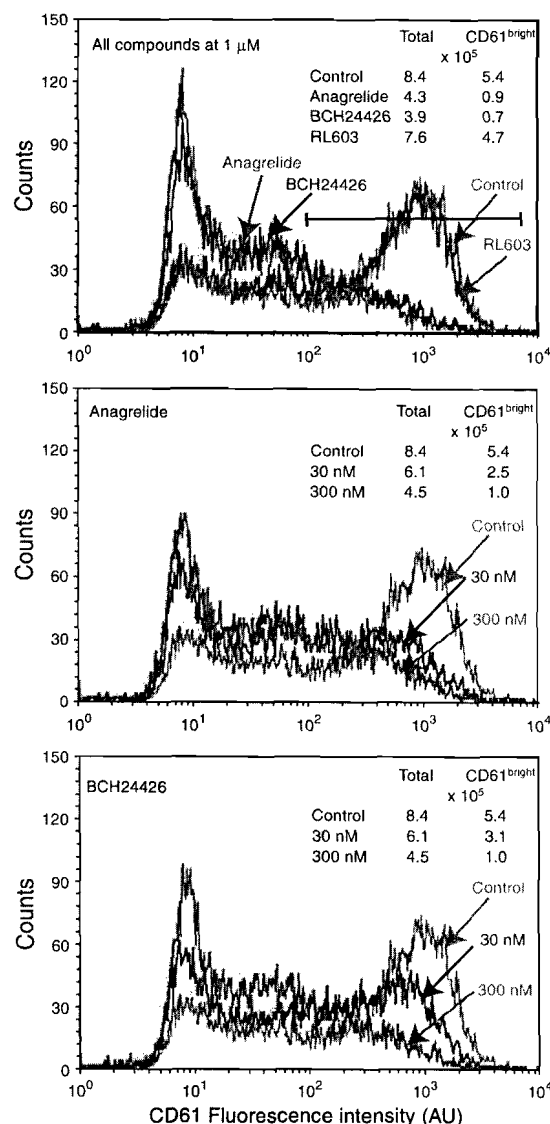 150
120
90
60
30
0
Counts
All compounds at 1 μM
Total CD61bright
x 10⁵
Control 8.4 5.4
Anagrelide 4.3 0.9
BCH24426 3.9 0.7
RL603 7.6 4.7
Anagrelide
BCH24426
Control
RL603
10⁰ 10¹ 10² 10³ 10⁴
150
120
90
60
30
0
Counts
Anagrelide
Total CD61bright
x 10⁵
Control 8.4 5.4
30 nM 6.1 2.5
300 nM 4.5 1.0
Control
30 nM
300 nM
10⁰ 10¹ 10² 10³ 10⁴
150
120
90
60
30
0
Counts
BCH24426
Total CD61bright
x 10⁵
Control 8.4 5.4
30 nM 6.1 3.1
300 nM 4.5 1.0
Control
30 nM
300 nM
10⁰ 10¹ 10² 10³ 10⁴
CD61 Fluorescence intensity (AU)